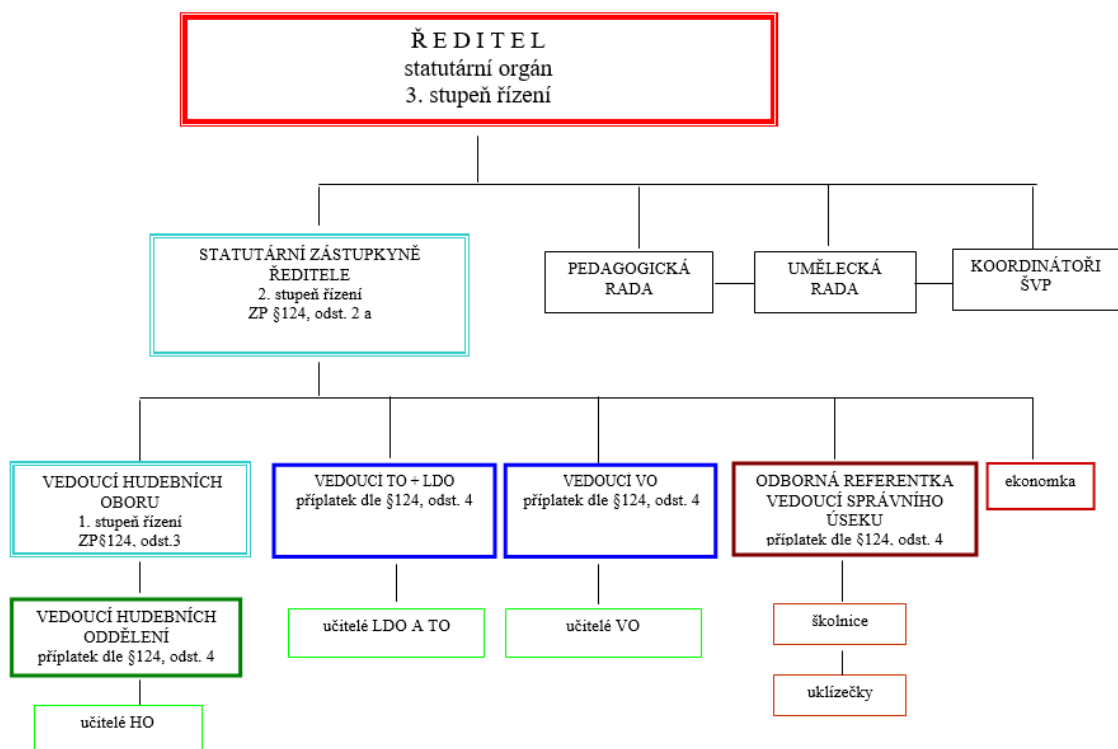 Ř E D I T E L
statutární orgán
3. stupeň řízení
STATUTÁRNÍ ZÁSTUPKYNĚ
ŘEDITELE
2. stupeň řízení
ZP §124, odst. 2 a
PEDAGOGICKÁ
RADA
UMĚLECKÁ
RADA
KOORDINÁTOŘI
ŠVP
VEDOUCÍ HUDEBNÍCH
OBORU
1. stupeň řízení
ZP§124, odst.3
VEDOUCÍ TO + LDO
příplatek dle §124, odst. 4
VEDOUCÍ VO
příplatek dle §124, odst. 4
ODBORNÁ REFERENTKA
VEDOUCÍ SPRÁVNÍHO
ÚSEKU
příplatek dle §124, odst. 4
ekonomka
VEDOUCÍ HUDEBNÍCH
ODDĚLENÍ
příplatek dle §124, odst. 4
učitelé LDO A TO
učitelé VO
školnice
uklízečky
učitelé HO